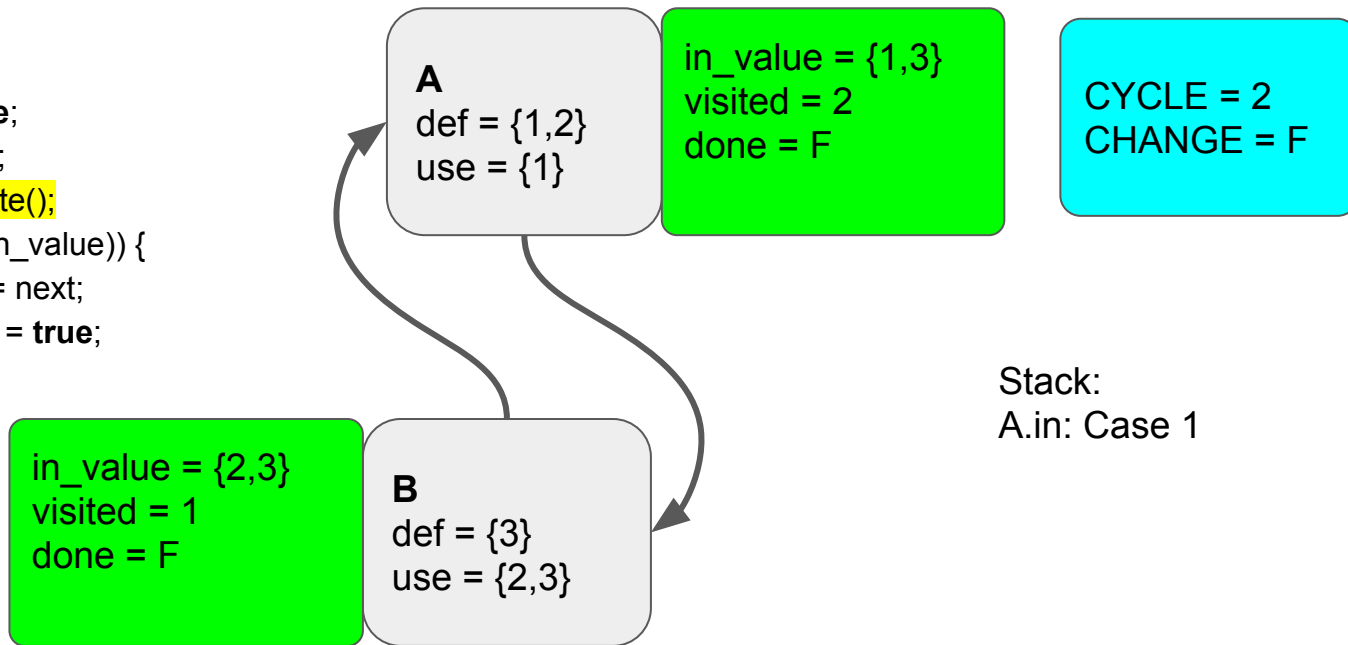 e;
;
te();
n_value)) {
= next;
= true;
A
def = {1,2}
use = {1}
in_value = {1,3}
visited = 2
done = F
CYCLE = 2
CHANGE = F
Stack:
A.in: Case 1
in_value = {2,3}
visited = 1
done = F
B
def = {3}
use = {2,3}